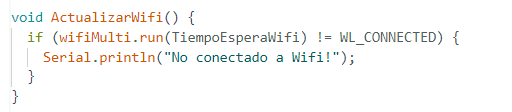 void ActualizarWifi() {
if (wifiMulti.run(TiempoEsperaWifi) != WL_CONNECTED) {
Serial.println("No conectado a Wifi!");
}
}